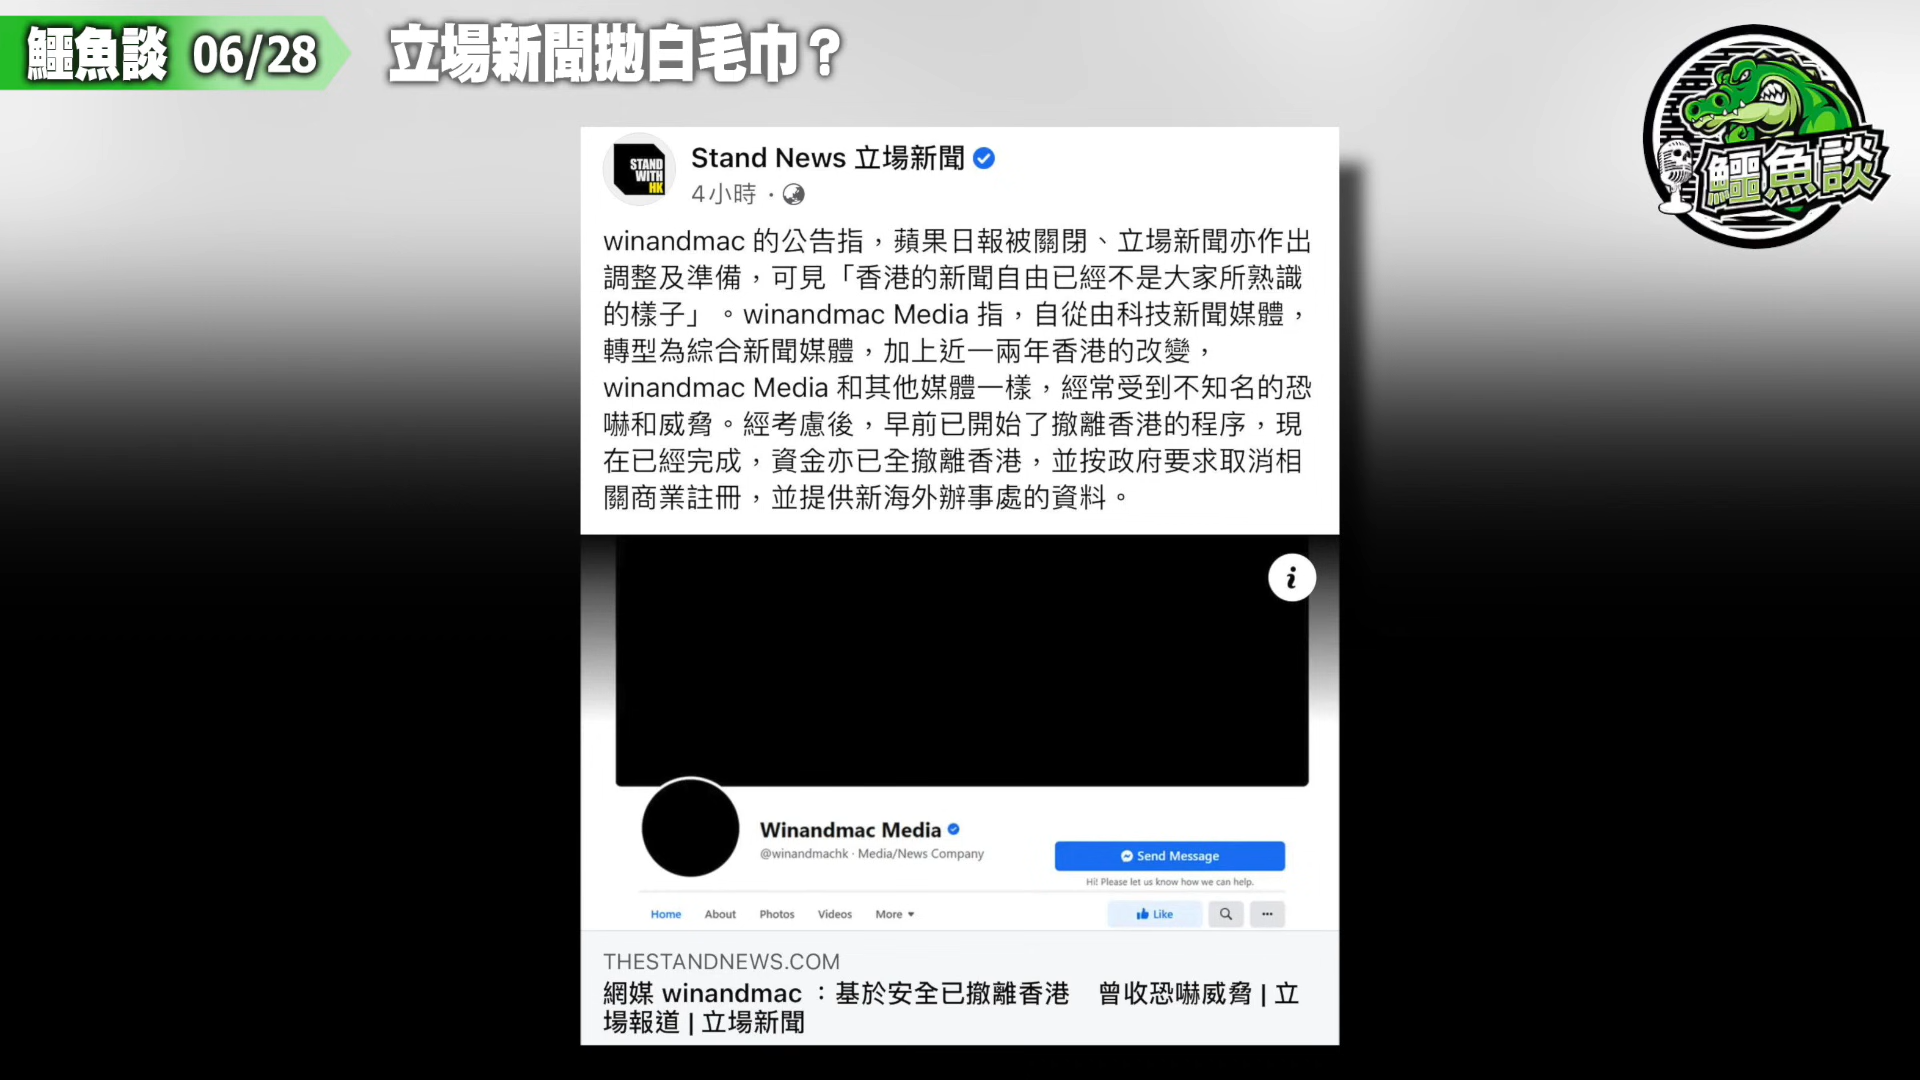 鱷魚談 06/28 立場新聞拋白毛巾？
鱷魚談
STAND
WITH
HK
Stand News 立場新聞
4小時 ·
winandmac 的公告指，蘋果日報被關閉、立場新聞亦作出
調整及準備，可見「香港的新聞自由已經不是大家所熟識
的樣子」。winandmac Media 指，自從由科技新聞媒體，
轉型為綜合新聞媒體，加上近一兩年香港的改變，
winandmac Media 和其他媒體一樣，經常受到不知名的恐
嚇和威脅。經考慮後，早前已開始了撤離香港的程序，現
在已經完成，資金亦已全撤離香港，並按政府要求取消相
關商業註冊，並提供新海外辦事處的資料。
i
Winandmac Media
@winandmachk · Media/News Company
Send Message
Hi! Please let us know how we can help.
Home About Photos Videos More
Like
THESTANDNEWS.COM
網媒 winandmac ：基於安全已撤離香港　曾收恐嚇威脅 | 立
場報道 | 立場新聞